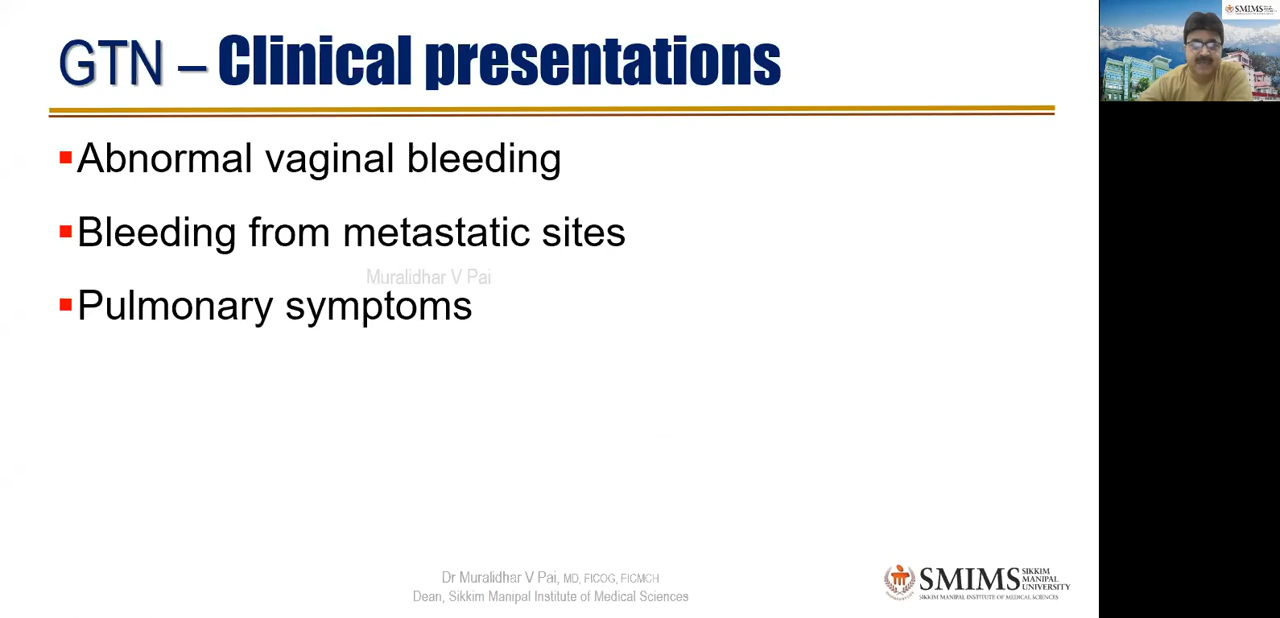 GTN – Clinical presentations
Abnormal vaginal bleeding
Bleeding from metastatic sites
Muralidhar V Pai
Pulmonary symptoms
Dr Muralidhar V Pai, MD, FICOG, FICMCH
Dean, Sikkim Manipal Institute of Medical Sciences
SMIMS SIKKIM MANIPAL UNIVERSITY
SIKKIM MANIPAL INSTITUTE OF MEDICAL SCIENCES
SMIMS